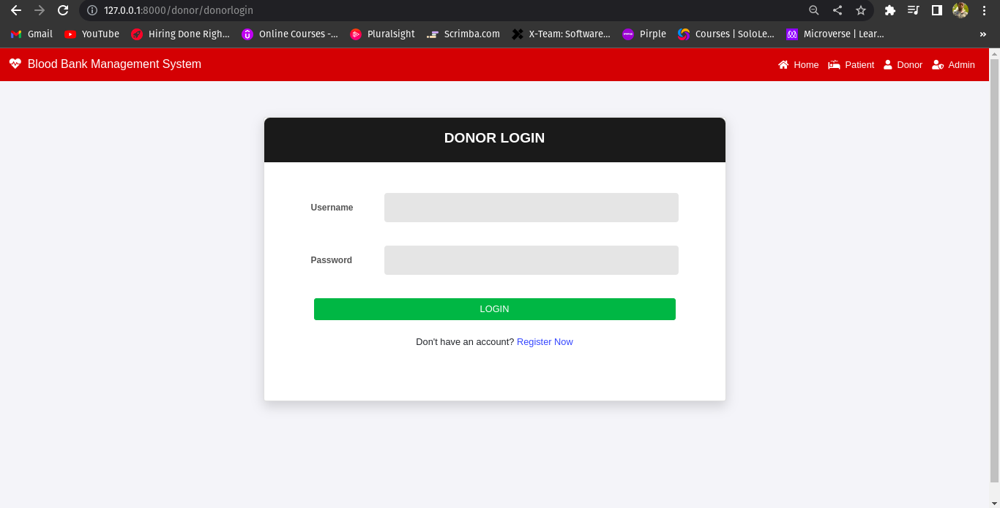 127.0.0.1:8000/donor/donorlogin
Gmail YouTube Hiring Done Righ... Online Courses -... Pluralsight Scrimba.com X-Team: Software... Pirple Courses | SoloLe... Microverse | Lear... »
Blood Bank Management System Home Patient Donor Admin
DONOR LOGIN
Username
Password
LOGIN
Don't have an account? Register Now